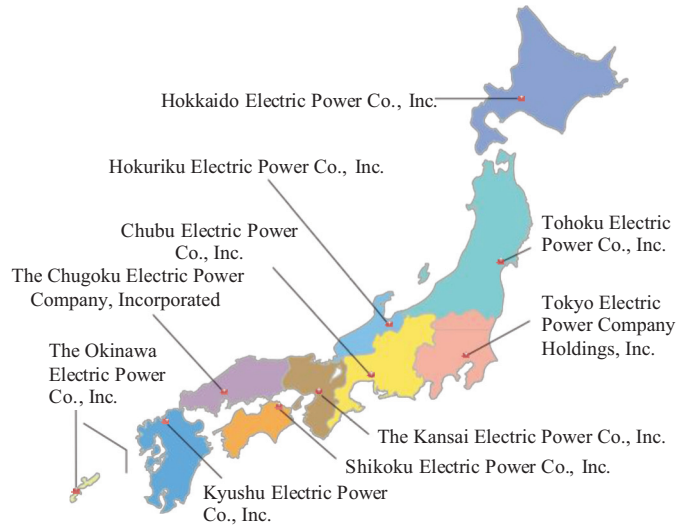 Hokkaido Electric Power Co., Inc.
Hokuriku Electric Power Co., Inc.
Chubu Electric Power
Co., Inc.
The Chugoku Electric Power
Company, Incorporated
The Okinawa
Electric Power
Co., Inc.
Tohoku Electric
Power Co., Inc.
Tokyo Electric
Power Company
Holdings, Inc.
The Kansai Electric Power Co., Inc.
Shikoku Electric Power Co., Inc.
Kyushu Electric Power
Co., Inc.